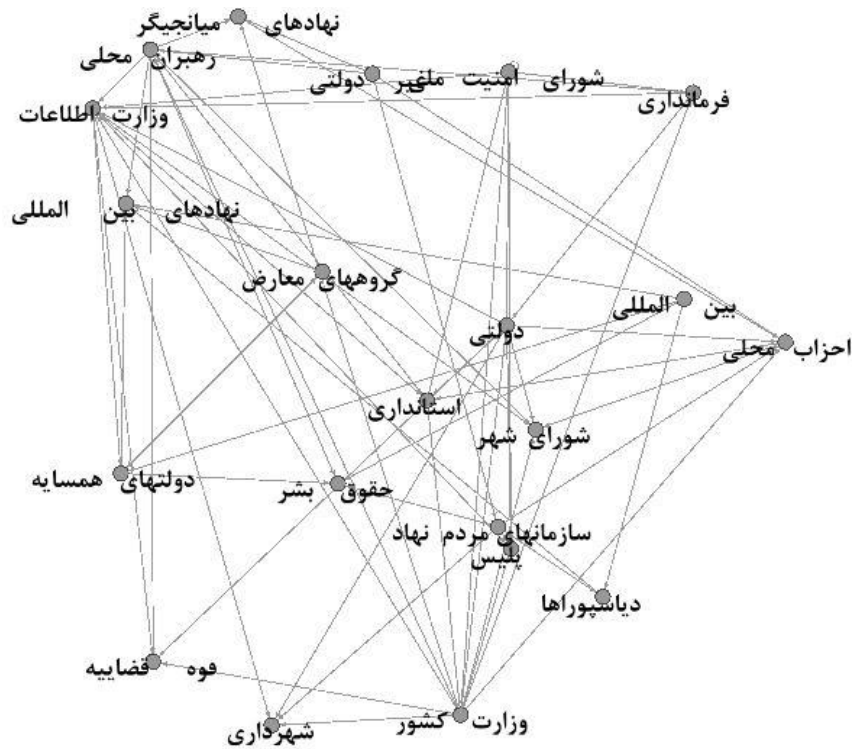 نهادهای میانجیگر
رهبران محلی
شورای امنیت ملی
غیر دولتی
فرمانداری
وزارت اطلاعات
نهادهای بین المللی
گروههای معارض
بین المللی
دولتی
احزاب محلی
استانداری
شورای شهر
دولتهای همسایه
حقوق بشر
سازمانهای مردم نهاد
پلیس
دیاسپوراها
قوه قضاییه
وزارت کشور
شهرداری